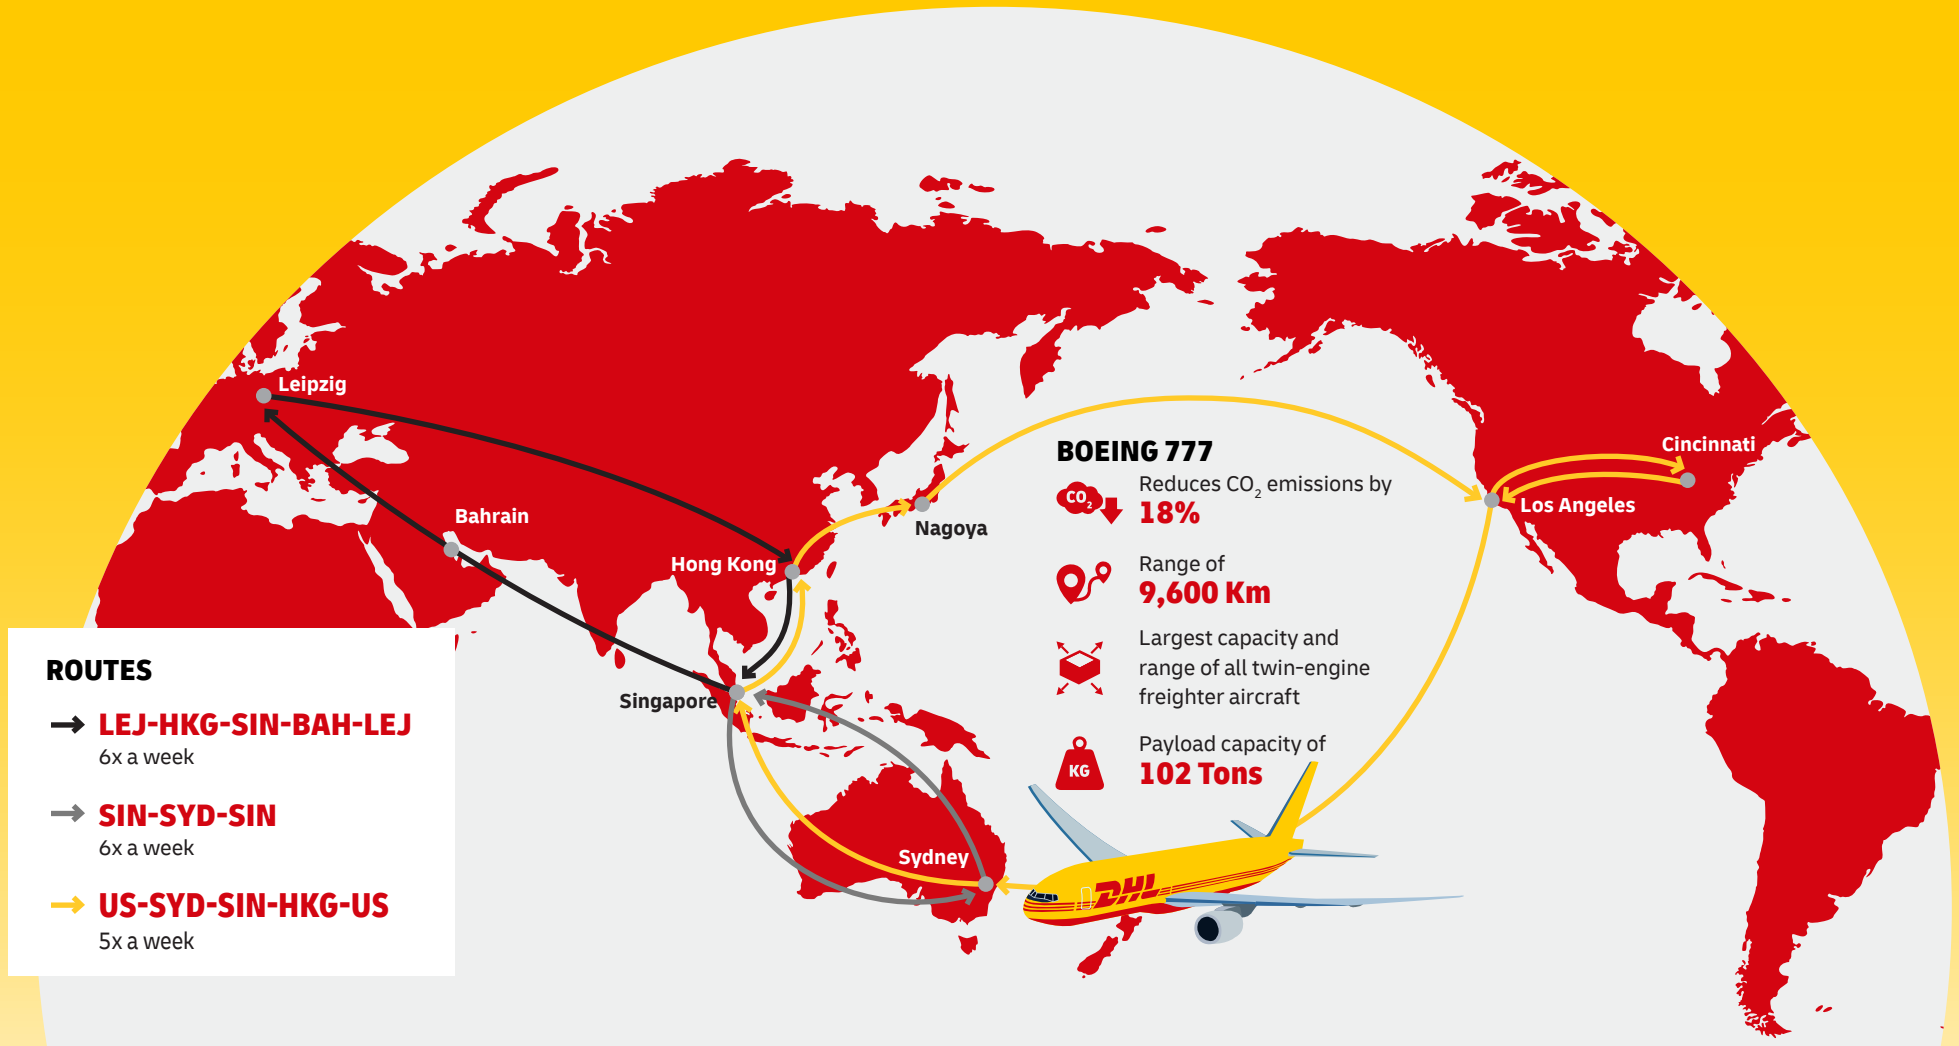 Leipzig
Bahrain
Hong Kong
Nagoya
Singapore
Sydney
Los Angeles
Cincinnati
BOEING 777
CO2
Reduces CO2 emissions by
18%
Range of
9,600 Km
Largest capacity and
range of all twin-engine
freighter aircraft
KG
Payload capacity of
102 Tons
DHL
ROUTES
LEJ-HKG-SIN-BAH-LEJ
6x a week
SIN-SYD-SIN
6x a week
US-SYD-SIN-HKG-US
5x a week